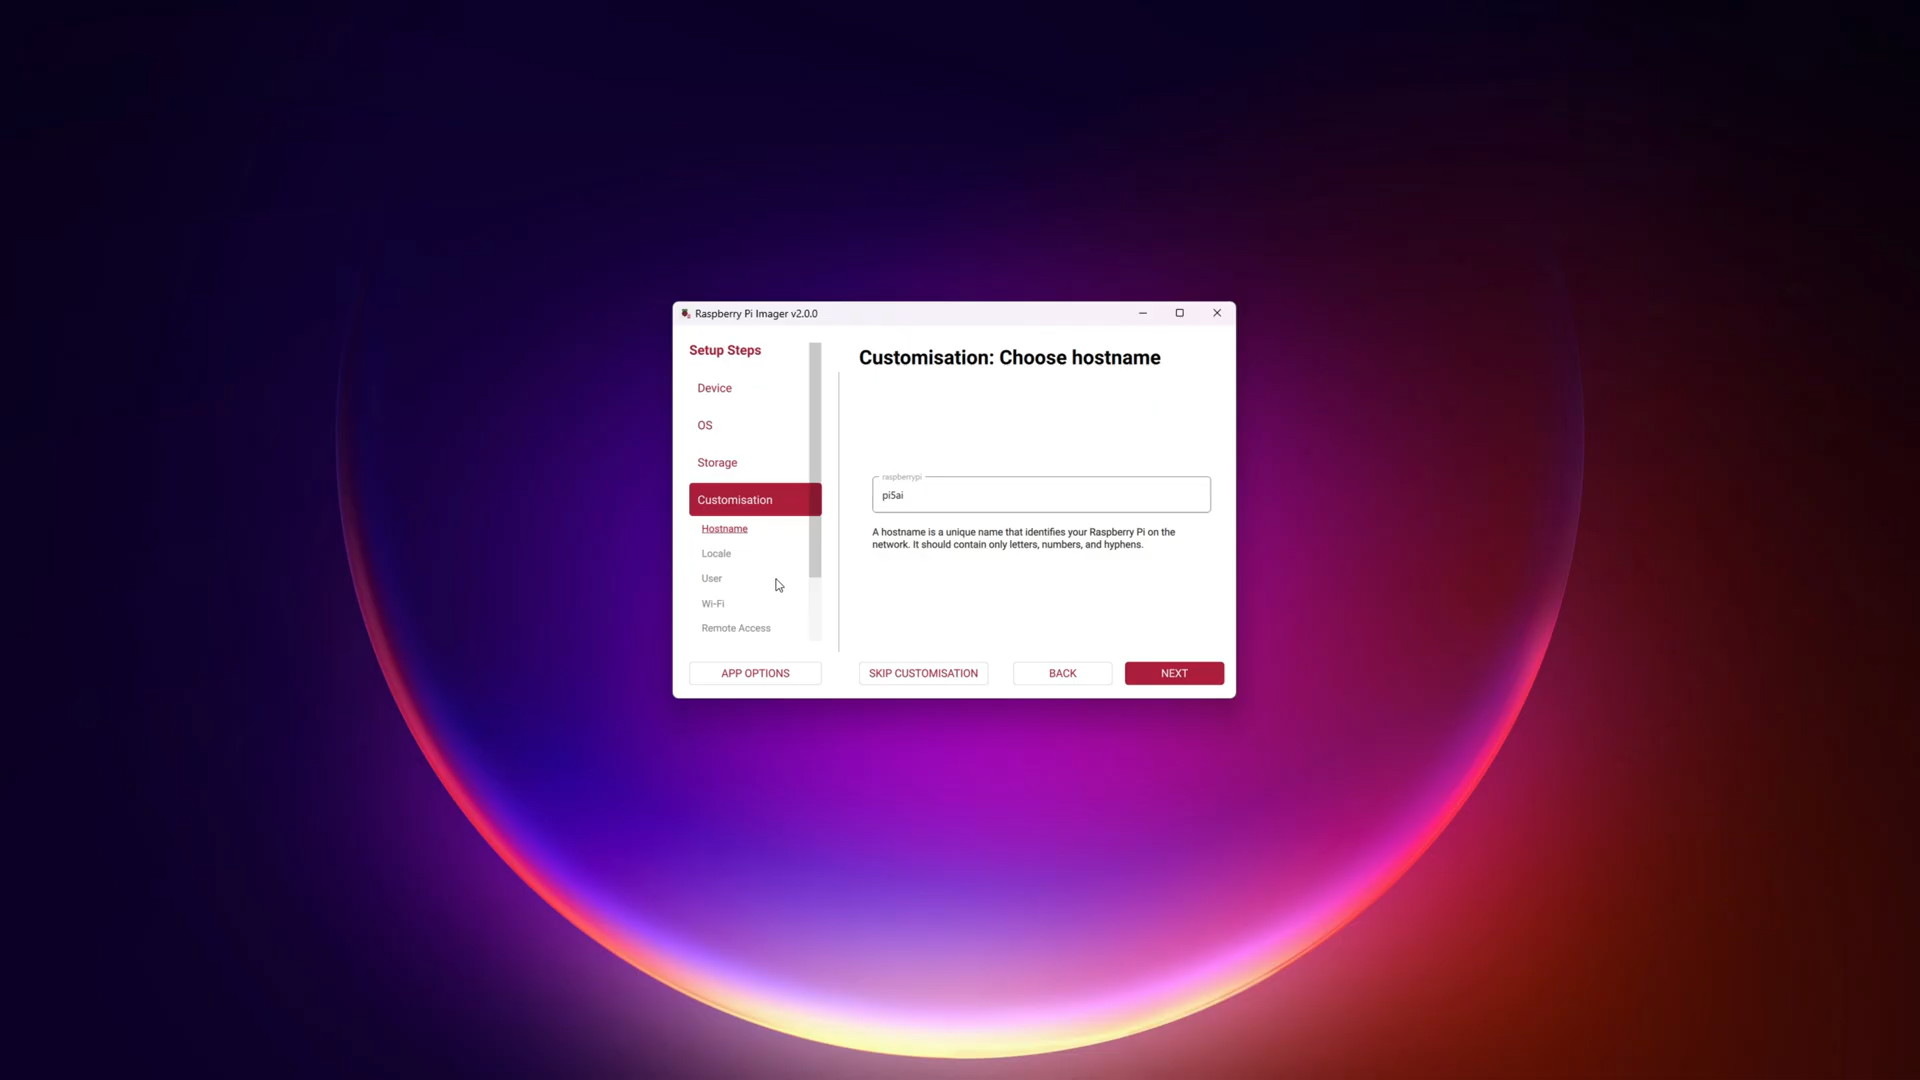 Raspberry Pi Imager v2.0.0
Setup Steps
Device
OS
Storage
Customisation
Hostname
Locale
User
Wi-Fi
Remote Access
APP OPTIONS
Customisation: Choose hostname
raspberrypi
pi5ai
A hostname is a unique name that identifies your Raspberry Pi on the
network. It should contain only letters, numbers, and hyphens.
SKIP CUSTOMISATION
BACK
NEXT